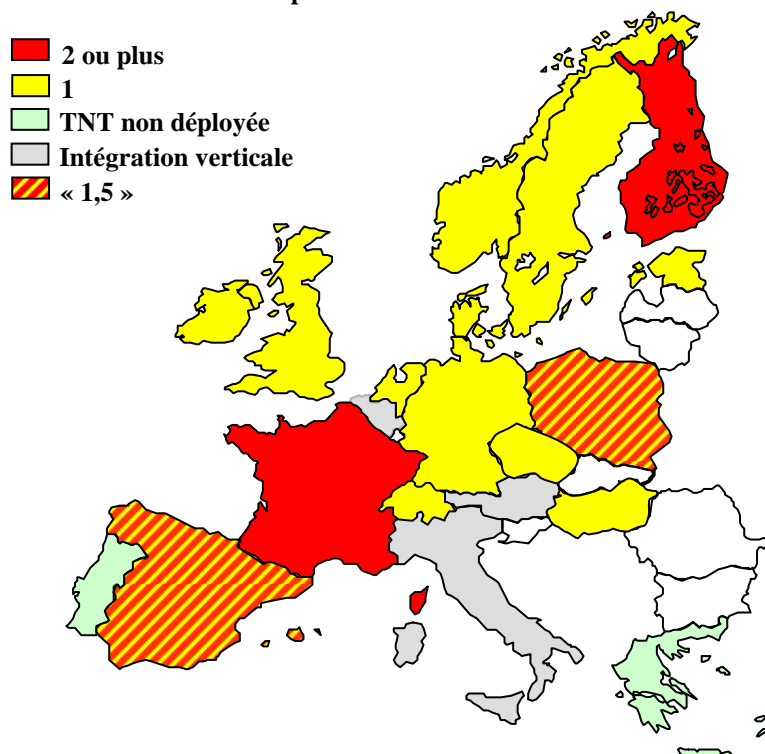 2 ou plus
1
TNT non déployée
Intégration verticale
« 1,5 »